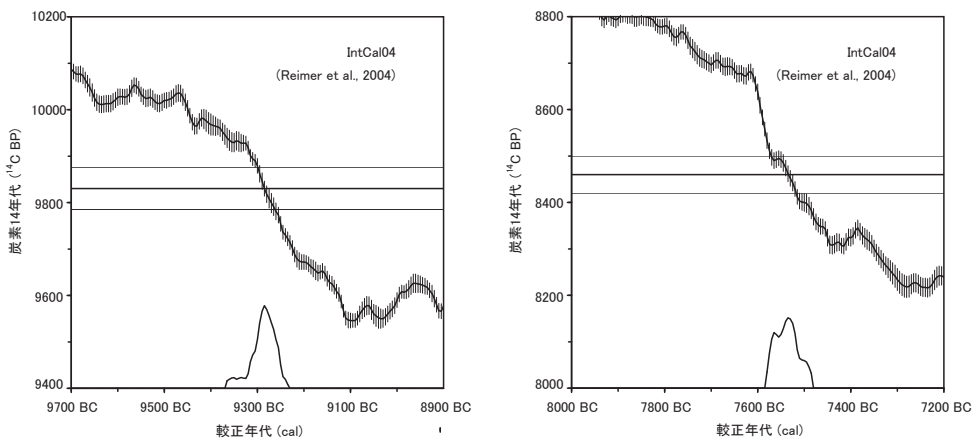 10200
10000
9800
9600
9400
炭素14年代 (¹⁴C BP)
IntCal04
(Reimer et al., 2004)
9700 BC 9500 BC 9300 BC 9100 BC 8900 BC
較正年代 (cal)
8800
8600
8400
8200
8000
炭素14年代 (¹⁴C BP)
IntCal04
(Reimer et al., 2004)
8000 BC 7800 BC 7600 BC 7400 BC 7200 BC
較正年代 (cal)